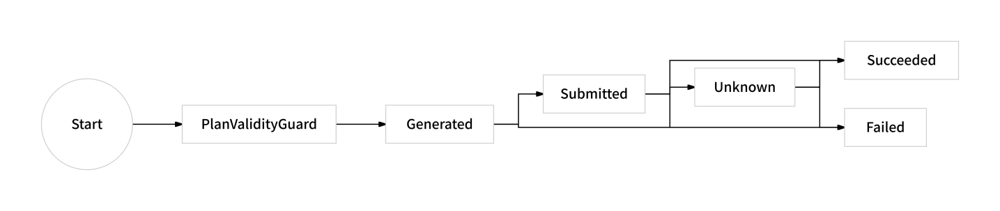 Start
PlanValidityGuard
Generated
Submitted
Unknown
Succeeded
Failed